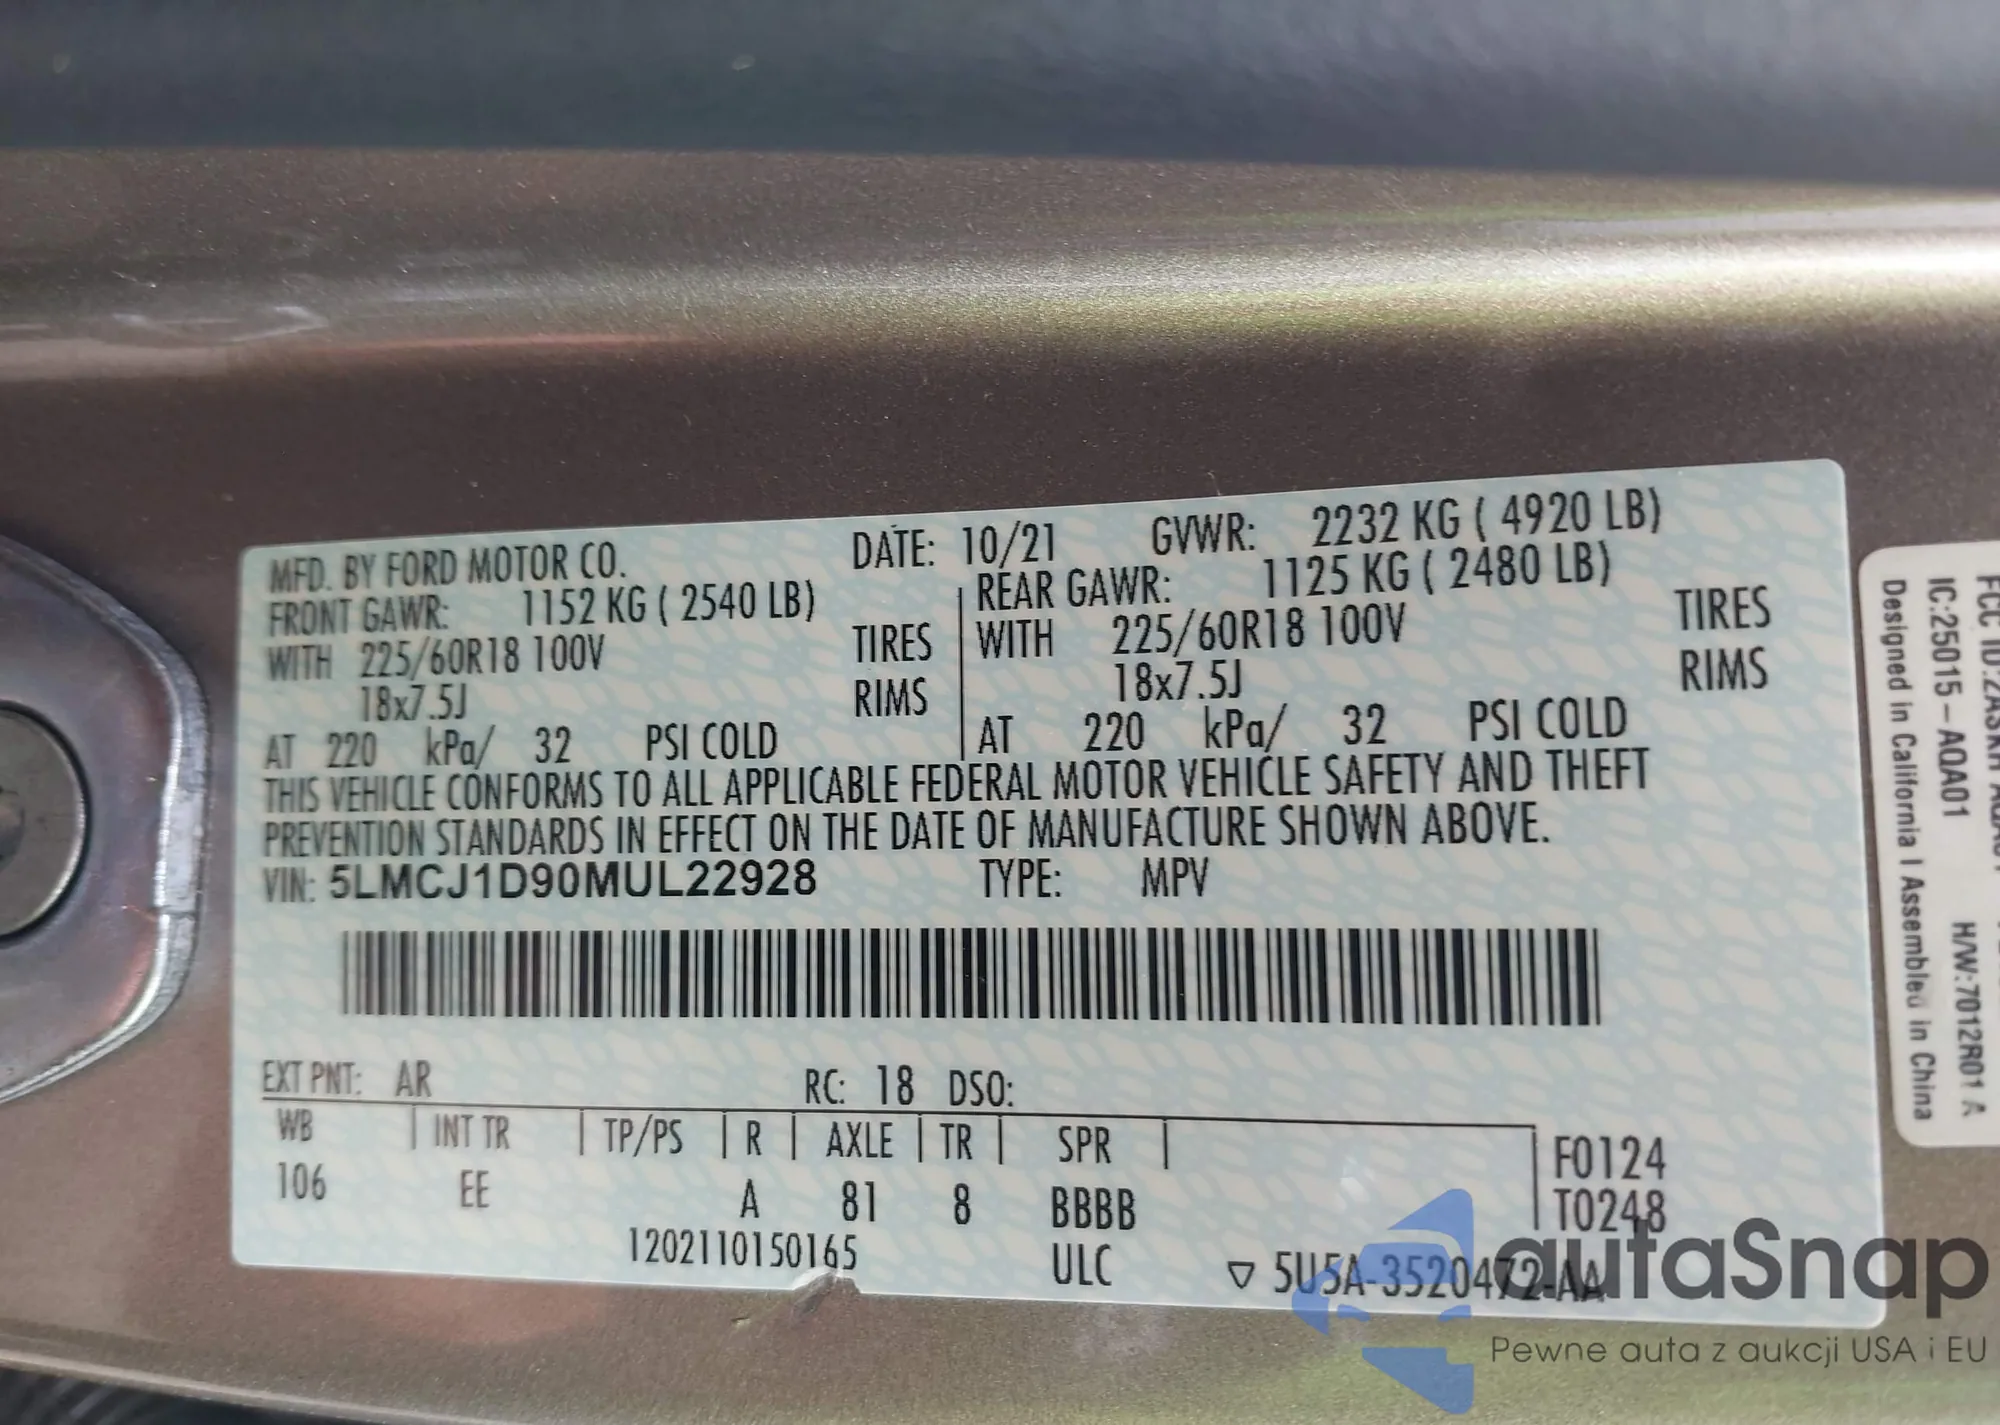 MFD. BY FORD MOTOR CO. DATE: 10/21 GVWR: 2232 KG ( 4920 LB)
FRONT GAWR: 1152 KG ( 2540 LB) REAR GAWR: 1125 KG ( 2480 LB)
WITH 225/60R18 100V TIRES WITH 225/60R18 100V TIRES
18x7.5J RIMS 18x7.5J RIMS
AT 220 kPa/ 32 PSI COLD AT 220 kPa/ 32 PSI COLD
THIS VEHICLE CONFORMS TO ALL APPLICABLE FEDERAL MOTOR VEHICLE SAFETY AND THEFT
PREVENTION STANDARDS IN EFFECT ON THE DATE OF MANUFACTURE SHOWN ABOVE.
VIN: 5LMCJ1D90MUL22928 TYPE: MPV
EXT PNT: AR RC: 18 DSO:
WB INT TR TP/PS R AXLE TR SPR F0124
106 EE A 81 8 BBBB T0248
1202110150165 ULC ▽ 5U5A-3520472-AA
FCC ID:
IC:25015-AQA01 H/W:7012R01 A
Designed in California I Assembled in China
autaSnap
Pewne auta z aukcji USA i EU